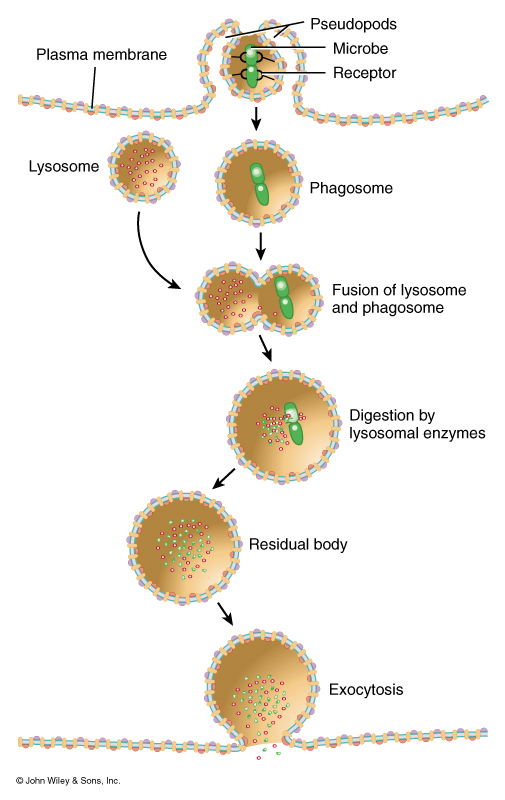 Pseudopods
Plasma membrane
Microbe
Receptor
Lysosome
Phagosome
Fusion of lysosome
and phagosome
Digestion by
lysosomal enzymes
Residual body
Exocytosis
© John Wiley & Sons, Inc.